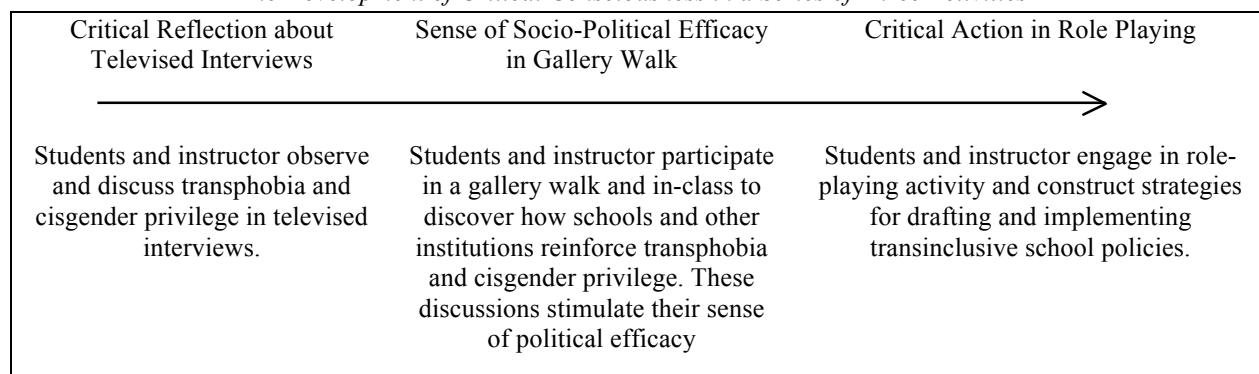 Critical Reflection about
Televised Interviews
Sense of Socio-Political Efficacy
in Gallery Walk
Critical Action in Role Playing
Students and instructor observe
and discuss transphobia and
cisgender privilege in televised
interviews.
Students and instructor participate
in a gallery walk and in-class to
discover how schools and other
institutions reinforce transphobia
and cisgender privilege. These
discussions stimulate their sense
of political efficacy
Students and instructor engage in role-
playing activity and construct strategies
for drafting and implementing
transinclusive school policies.